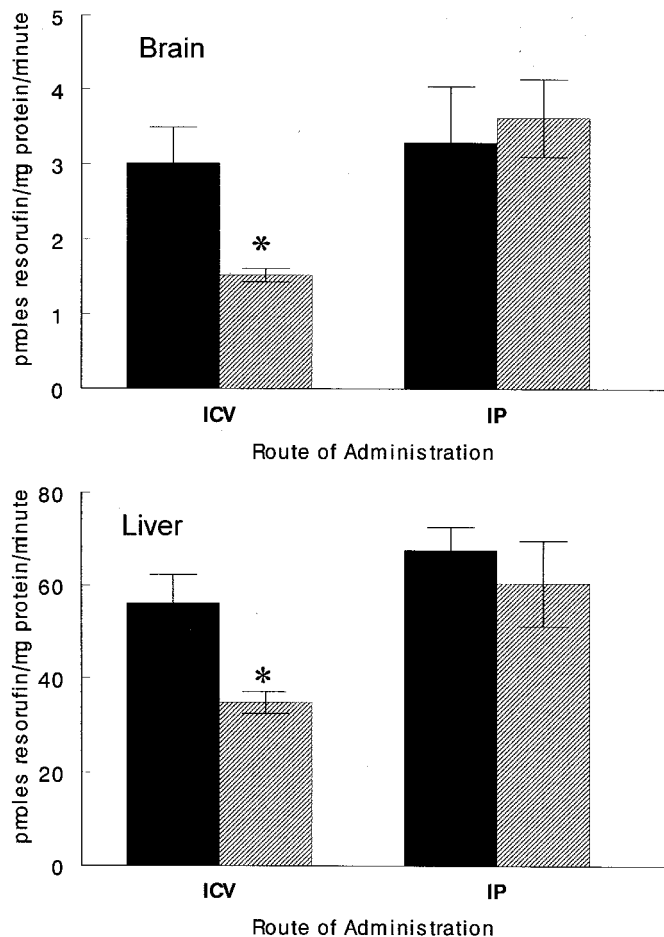 Brain
pmoles resorufin/mg protein/minute
5
4
3
2
1
0
*
ICV
IP
Route of Administration
Liver
pmoles resorufin/mg protein/minute
80
60
40
20
0
*
ICV
IP
Route of Administration